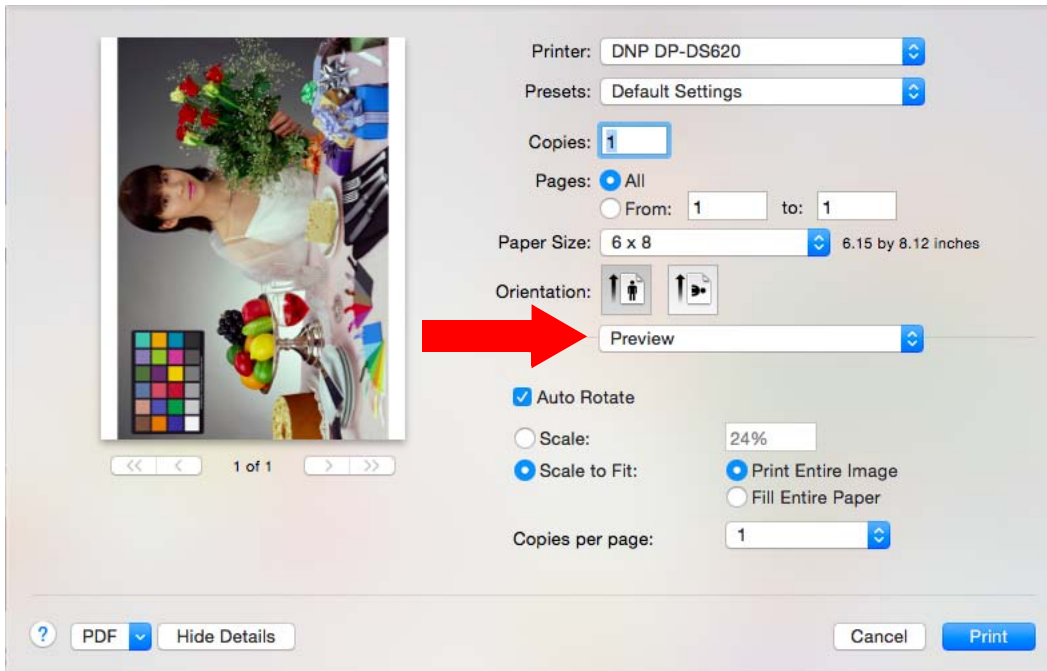 Printer: DNP DP-DS620
Presets: Default Settings
Copies: 1
Pages: All
From: 1 to: 1
Paper Size: 6 x 8 6.15 by 8.12 inches
Orientation:
Preview
Auto Rotate
Scale: 24%
Scale to Fit: Print Entire Image
Fill Entire Paper
Copies per page: 1
<< < 1 of 1 > >>
? PDF Hide Details Cancel Print